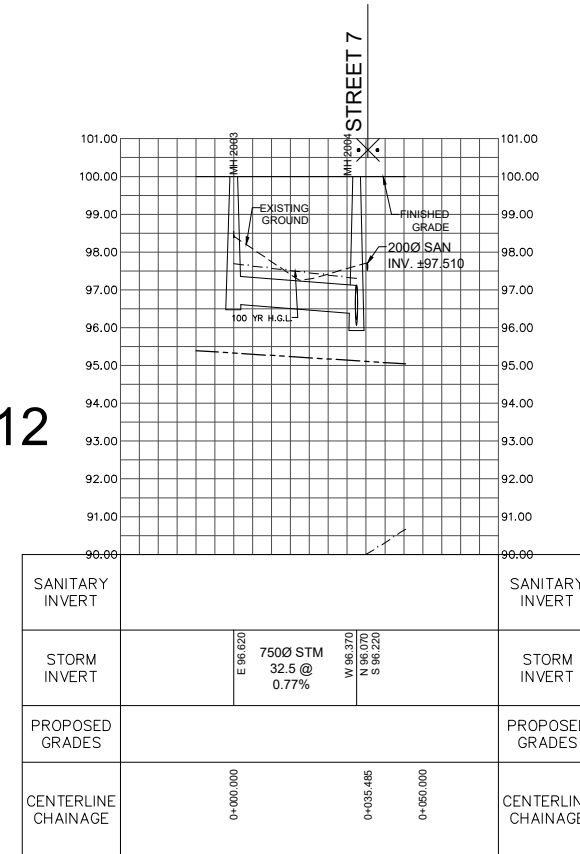 STREET 7
MH 2003
MH 2004
101.00
101.00
100.00
100.00
99.00
99.00
98.00
98.00
97.00
97.00
96.00
96.00
95.00
95.00
94.00
94.00
93.00
93.00
92.00
92.00
91.00
91.00
90.00
90.00
EXISTING
GROUND
FINISHED
GRADE
200Ø SAN
INV. ±97.510
100 YR H.G.L.
12
SANITARY
INVERT
SANITARY
INVERT
STORM
INVERT
E 96.620
750Ø STM
32.5 @
0.77%
W 96.370
N 96.070
S 96.220
STORM
INVERT
PROPOSED
GRADES
PROPOSED
GRADES
CENTERLINE
CHAINAGE
0+000.000
0+035.485
0+050.000
CENTERLINE
CHAINAGE